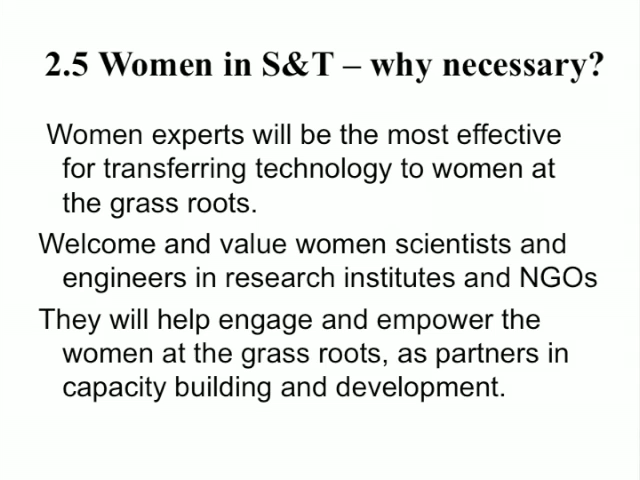 2.5 Women in S&T – why necessary?
Women experts will be the most effective
for transferring technology to women at
the grass roots.
Welcome and value women scientists and
engineers in research institutes and NGOs
They will help engage and empower the
women at the grass roots, as partners in
capacity building and development.